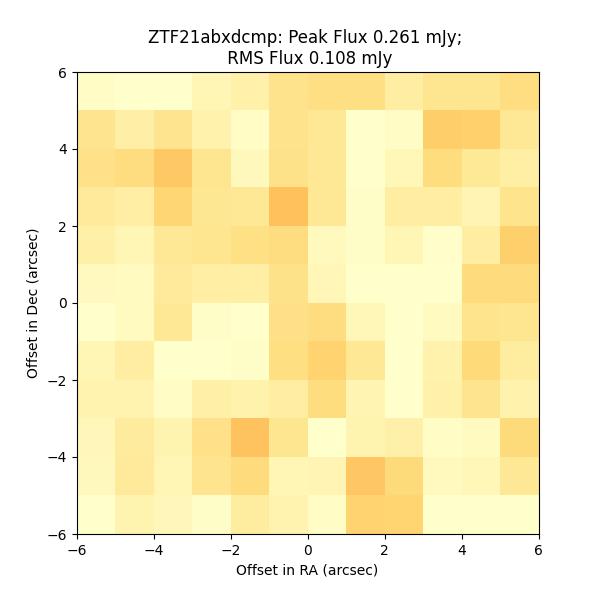 ZTF21abxdcmp: Peak Flux 0.261 mJy;
RMS Flux 0.108 mJy
6
4
2
0
−2
−4
−6
Offset in Dec (arcsec)
−6 −4 −2 0 2 4 6
Offset in RA (arcsec)